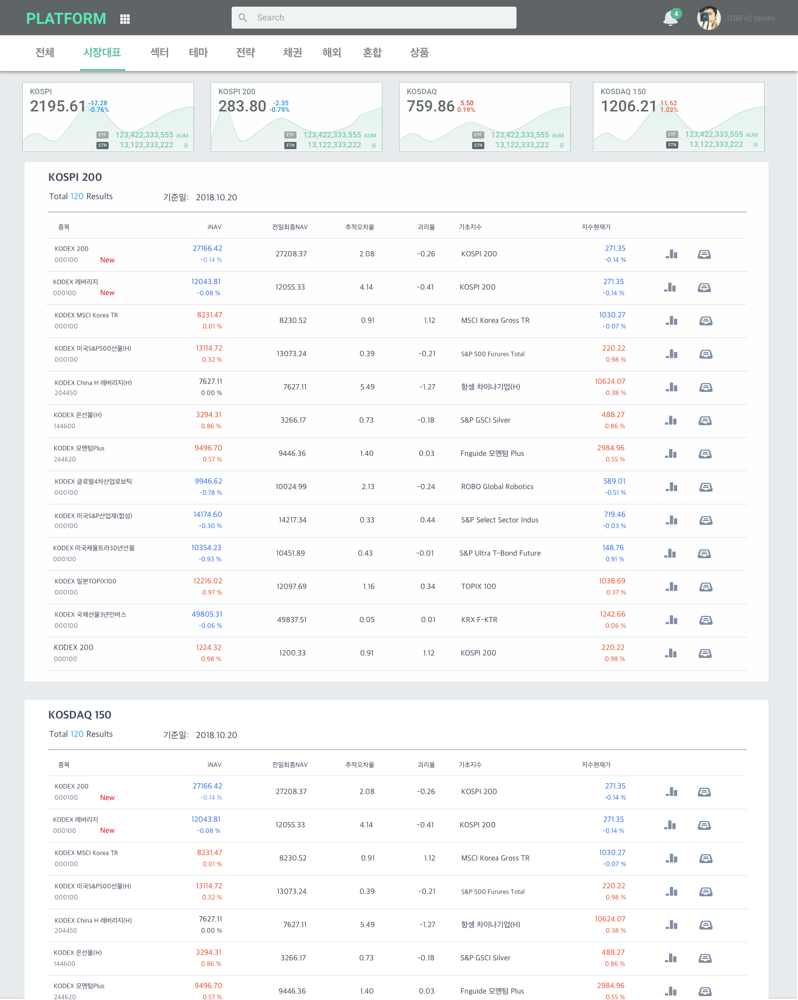 PLATFORM
Search
4
[DBFn] James
전체 시장대표 섹터 테마 전략 채권 해외 혼합 상품
KOSPI
2195.61 -17.28 -0.76%
ETF 123,422,333,555 AUM
ETN 13,122,333,222 원
KOSPI 200
283.80 -2.35 -0.79%
ETF 123,422,333,555 AUM
ETN 13,122,333,222 원
KOSDAQ
759.86 5.50 0.19%
ETF 123,422,333,555 AUM
ETN 13,122,333,222 원
KOSDAQ 150
1206.21 11.62 1.02%
ETF 123,422,333,555 AUM
ETN 13,122,333,222 원
KOSPI 200
Total 120 Results 기준일: 2018.10.20
종목 iNAV 전일최종NAV 추적오차율 괴리율 기초지수 지수현재가
KODEX 200 27166.42 27208.37 2.08 -0.26 KOSPI 200 271.35
000100 New -0.14 % -0.14 %
KODEX 레버리지 12043.81 12055.33 4.14 -0.41 KOSPI 200 271.35
000100 New -0.08 % -0.14 %
KODEX MSCI Korea TR 8231.47 8230.52 0.91 1.12 MSCI Korea Gross TR 1030.27
000100 0.01 % -0.07 %
KODEX 미국S&P500선물(H) 13114.72 13073.24 0.39 -0.21 S&P 500 Furures Total 220.22
000100 0.32 % 0.98 %
KODEX China H 레버리지(H) 7627.11 7627.11 5.49 -1.27 항셍 차이나기업(H) 10624.07
204450 0.00 % 0.38 %
KODEX 은선물(H) 3294.31 3266.17 0.73 -0.18 S&P GSCI Silver 488.27
144600 0.86 % 0.86 %
KODEX 모멘텀Plus 9496.70 9446.36 1.40 0.03 Fnguide 모멘텀 Plus 2984.96
244620 0.57 % 0.55 %
KODEX 글로벌4차산업로보틱 9946.62 10024.99 2.13 -0.24 ROBO Global Robotics 589.01
000100 -0.78 % -0.51 %
KODEX 미국S&P산업재(합성) 14174.60 14217.34 0.33 0.44 S&P Select Sector Indus 719.46
000100 -0.30 % -0.03 %
KODEX 미국채울트라30년선물 10354.23 10451.89 0.43 -0.01 S&P Ultra T-Bond Future 148.76
000100 -0.93 % 0.91 %
KODEX 일본TOPIX100 12216.02 12097.69 1.16 0.34 TOPIX 100 1038.69
000100 0.97 % 0.37 %
KODEX 국채선물3년인버스 49805.31 49837.51 0.05 0.01 KRX F-KTR 1242.66
000100 -0.06 % 0.06 %
KODEX 200 1224.32 1200.33 0.91 1.12 KOSPI 200 220.22
000100 0.98 % 0.98 %
KOSDAQ 150
Total 120 Results 기준일: 2018.10.20
종목 iNAV 전일최종NAV 추적오차율 괴리율 기초지수 지수현재가
KODEX 200 27166.42 27208.37 2.08 -0.26 KOSPI 200 271.35
000100 New -0.14 % -0.14 %
KODEX 레버리지 12043.81 12055.33 4.14 -0.41 KOSPI 200 271.35
000100 New -0.08 % -0.14 %
KODEX MSCI Korea TR 8231.47 8230.52 0.91 1.12 MSCI Korea Gross TR 1030.27
000100 0.01 % -0.07 %
KODEX 미국S&P500선물(H) 13114.72 13073.24 0.39 -0.21 S&P 500 Furures Total 220.22
000100 0.32 % 0.98 %
KODEX China H 레버리지(H) 7627.11 7627.11 5.49 -1.27 항셍 차이나기업(H) 10624.07
204450 0.00 % 0.38 %
KODEX 은선물(H) 3294.31 3266.17 0.73 -0.18 S&P GSCI Silver 488.27
144600 0.86 % 0.86 %
KODEX 모멘텀Plus 9496.70 9446.36 1.40 0.03 Fnguide 모멘텀 Plus 2984.96
244620 0.57 % 0.55 %